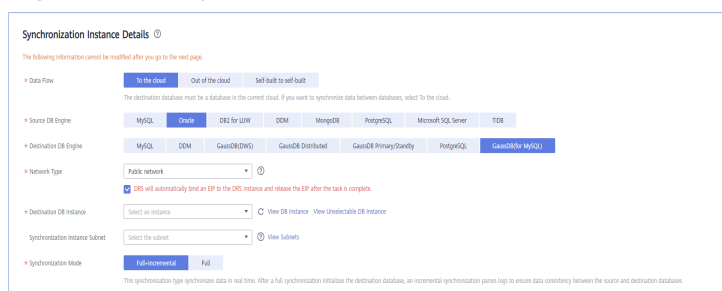 Synchronization Instance Details ?
The following information cannot be modified after you go to the next page.
* Data Flow To the cloud Out of the cloud Self-built to self-built
The destination database must be a database in the current cloud. If you want to synchronize data between databases, select To the cloud.
* Source DB Engine MySQL Oracle DB2 for LUW DDM MongoDB PostgreSQL Microsoft SQL Server TiDB
* Destination DB Engine MySQL DDM GaussDB(DWS) GaussDB Distributed GaussDB Primary/Standby PostgreSQL GaussDB(for MySQL)
* Network Type Public network ?
DRS will automatically bind an EIP to the DRS instance and release the EIP after the task is complete.
* Destination DB Instance Select an instance View DB Instance View Unselectable DB Instance
Synchronization Instance Subnet Select the subnet ? View Subnets
* Synchronization Mode Full+Incremental Full
This synchronization type synchronizes data in real time. After a full synchronization initializes the destination database, an incremental synchronization parses logs to ensure data consistency between the source and destination databases.